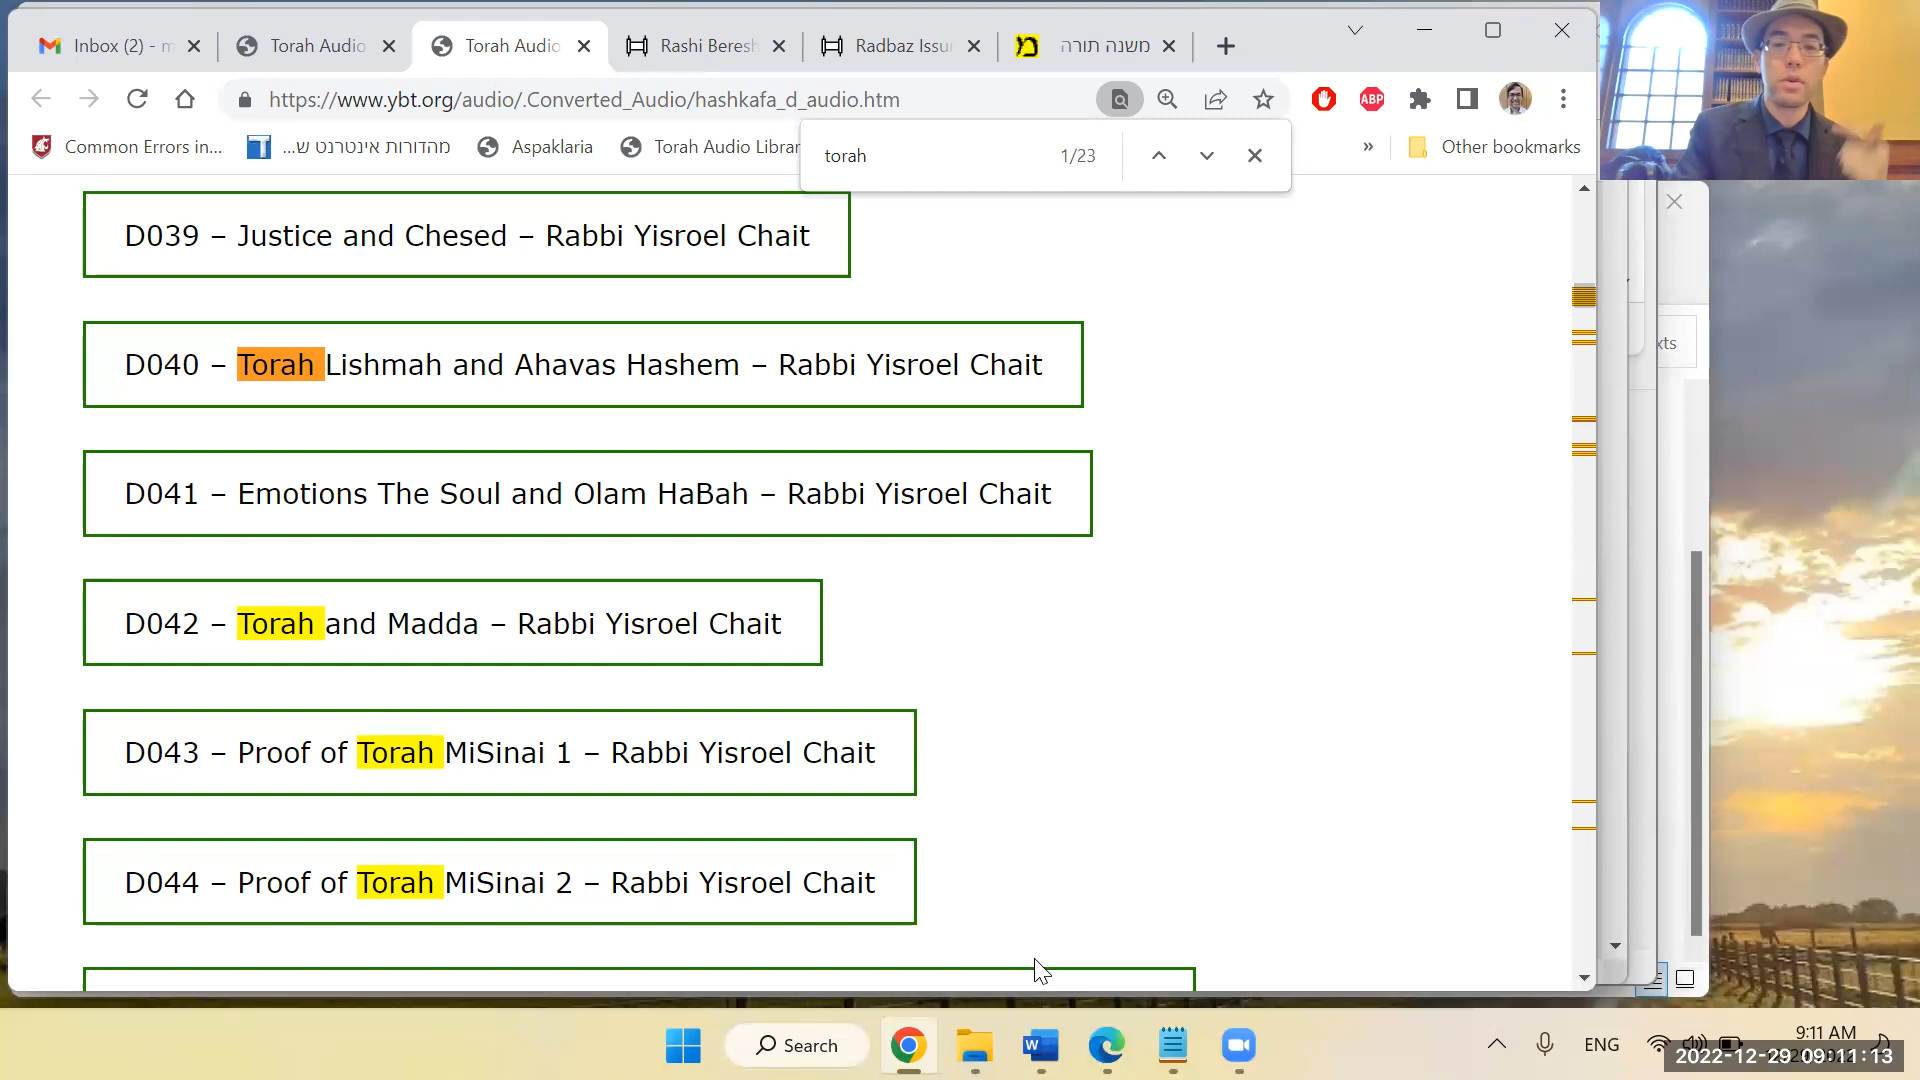 Inbox (2) - m
Torah Audio
Torah Audio
Rashi Beresh
Radbaz Issu
משנה תורה
https://www.ybt.org/audio/.Converted_Audio/hashkafa_d_audio.htm
ABP
Common Errors in...
מהדורות אינטרנט ש...
Aspaklaria
Torah Audio Librar
»
Other bookmarks
torah
1/23
D039 – Justice and Chesed – Rabbi Yisroel Chait
D040 – Torah Lishmah and Ahavas Hashem – Rabbi Yisroel Chait
D041 – Emotions The Soul and Olam HaBah – Rabbi Yisroel Chait
D042 – Torah and Madda – Rabbi Yisroel Chait
D043 – Proof of Torah MiSinai 1 – Rabbi Yisroel Chait
D044 – Proof of Torah MiSinai 2 – Rabbi Yisroel Chait
xts
Search
ENG
9:11 AM
2022-12-29 09:11:13